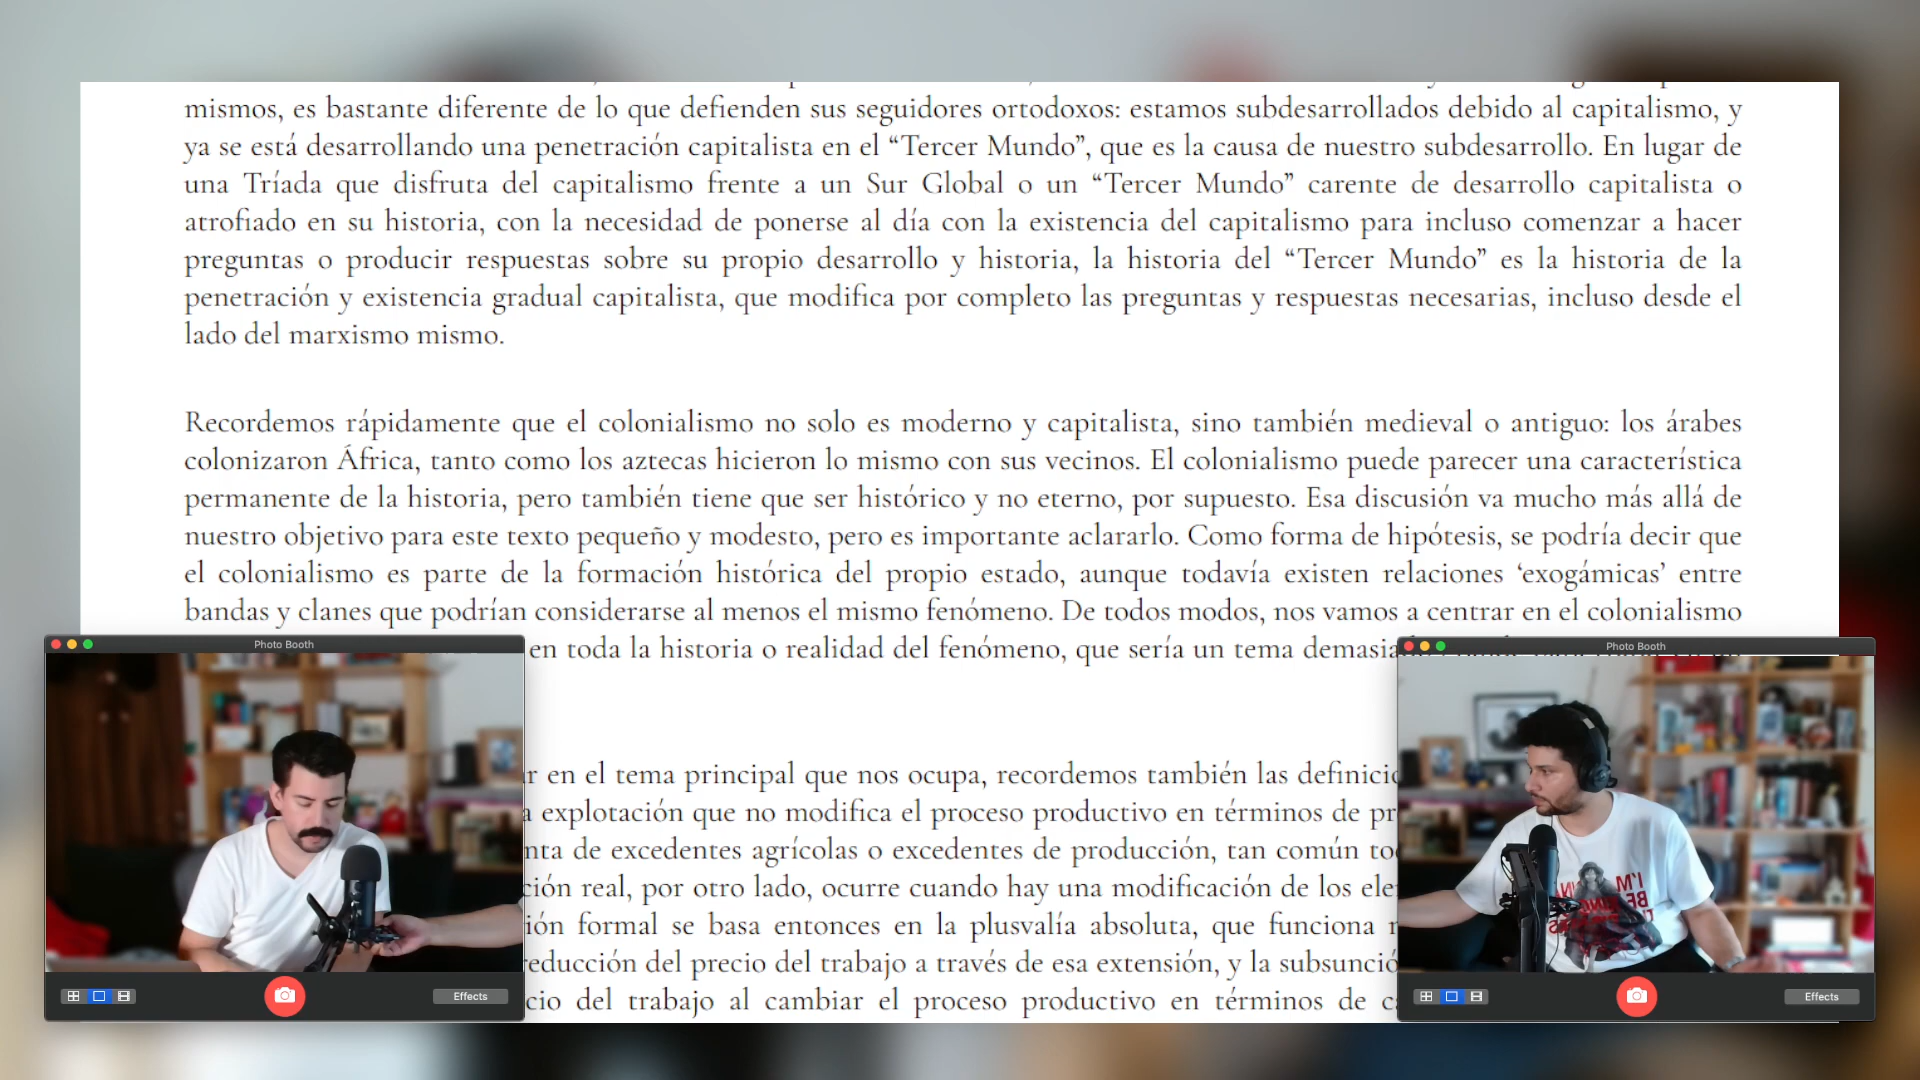 mismos, es bastante diferente de lo que defienden sus seguidores ortodoxos: estamos subdesarrollados debido al capitalismo, y
ya se está desarrollando una penetración capitalista en el “Tercer Mundo”, que es la causa de nuestro subdesarrollo. En lugar de
una Tríada que disfruta del capitalismo frente a un Sur Global o un “Tercer Mundo” carente de desarrollo capitalista o
atrofiado en su historia, con la necesidad de ponerse al día con la existencia del capitalismo para incluso comenzar a hacer
preguntas o producir respuestas sobre su propio desarrollo y historia, la historia del “Tercer Mundo” es la historia de la
penetración y existencia gradual capitalista, que modifica por completo las preguntas y respuestas necesarias, incluso desde el
lado del marxismo mismo.
Recordemos rápidamente que el colonialismo no solo es moderno y capitalista, sino también medieval o antiguo: los árabes
colonizaron África, tanto como los aztecas hicieron lo mismo con sus vecinos. El colonialismo puede parecer una característica
permanente de la historia, pero también tiene que ser histórico y no eterno, por supuesto. Esa discusión va mucho más allá de
nuestro objetivo para este texto pequeño y modesto, pero es importante aclararlo. Como forma de hipótesis, se podría decir que
el colonialismo es parte de la formación histórica del propio estado, aunque todavía existen relaciones ‘exogámicas’ entre
bandas y clanes que podrían considerarse al menos el mismo fenómeno. De todos modos, nos vamos a centrar en el colonialismo
en toda la historia o realidad del fenómeno, que sería un tema
en el tema principal que nos ocupa, recordemos también las
explotación que no modifica el proceso productivo en términos de
de excedentes agrícolas o excedentes de producción, tan común
real, por otro lado, ocurre cuando hay una modificación de los
formal se basa entonces en la plusvalía absoluta, que funciona
reducción del precio del trabajo a través de esa extensión, y la
del trabajo al cambiar el proceso productivo en términos de
Photo Booth
Effects
Photo Booth
I'M
BE
Effects